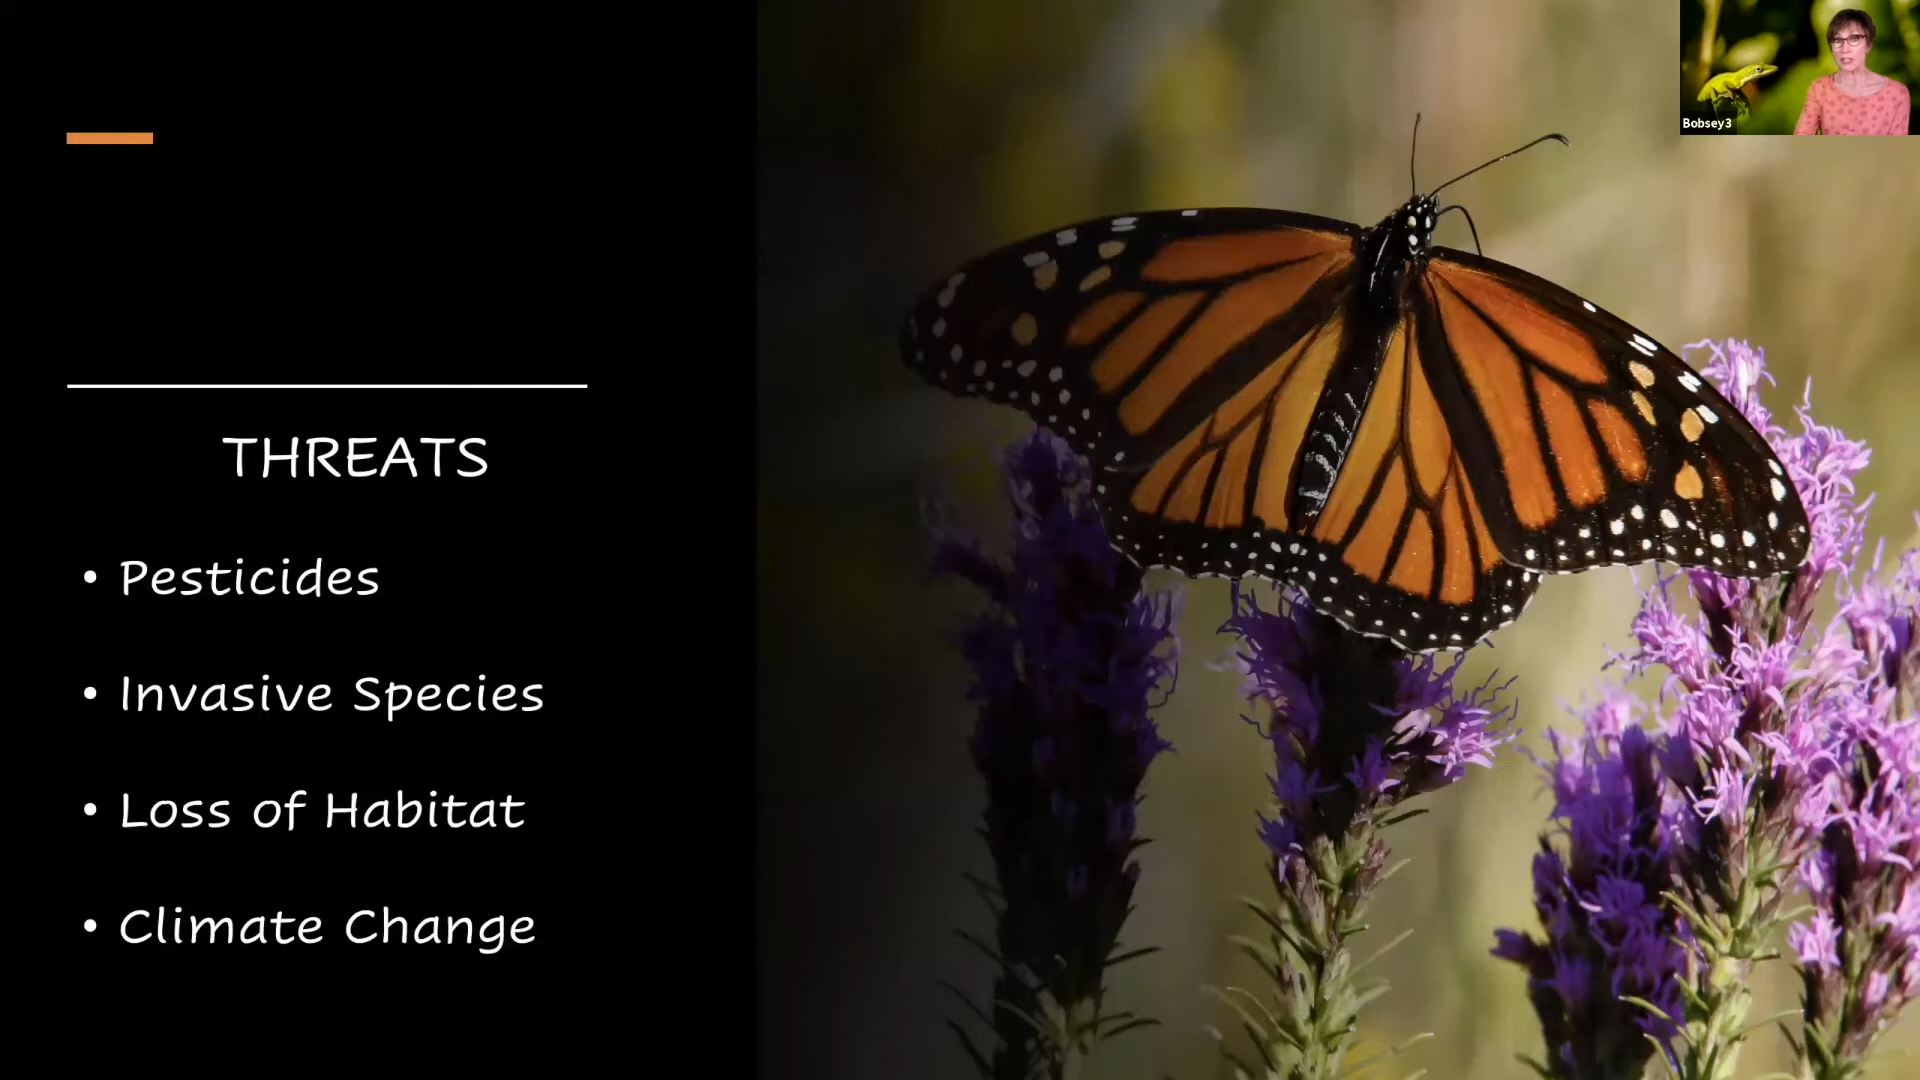 Bobsey3
THREATS
• Pesticides
• Invasive Species
• Loss of Habitat
• Climate Change